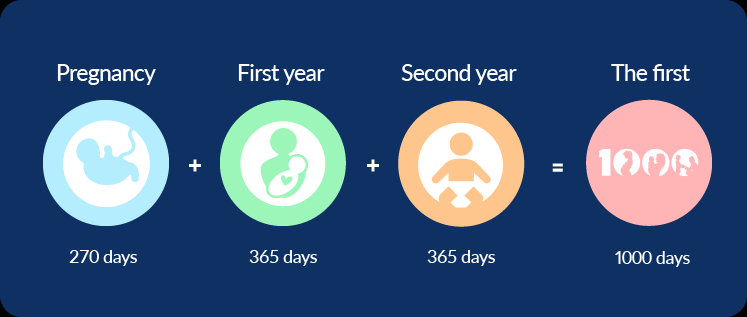 Pregnancy First year Second year The first
+ + = 1000
270 days 365 days 365 days 1000 days